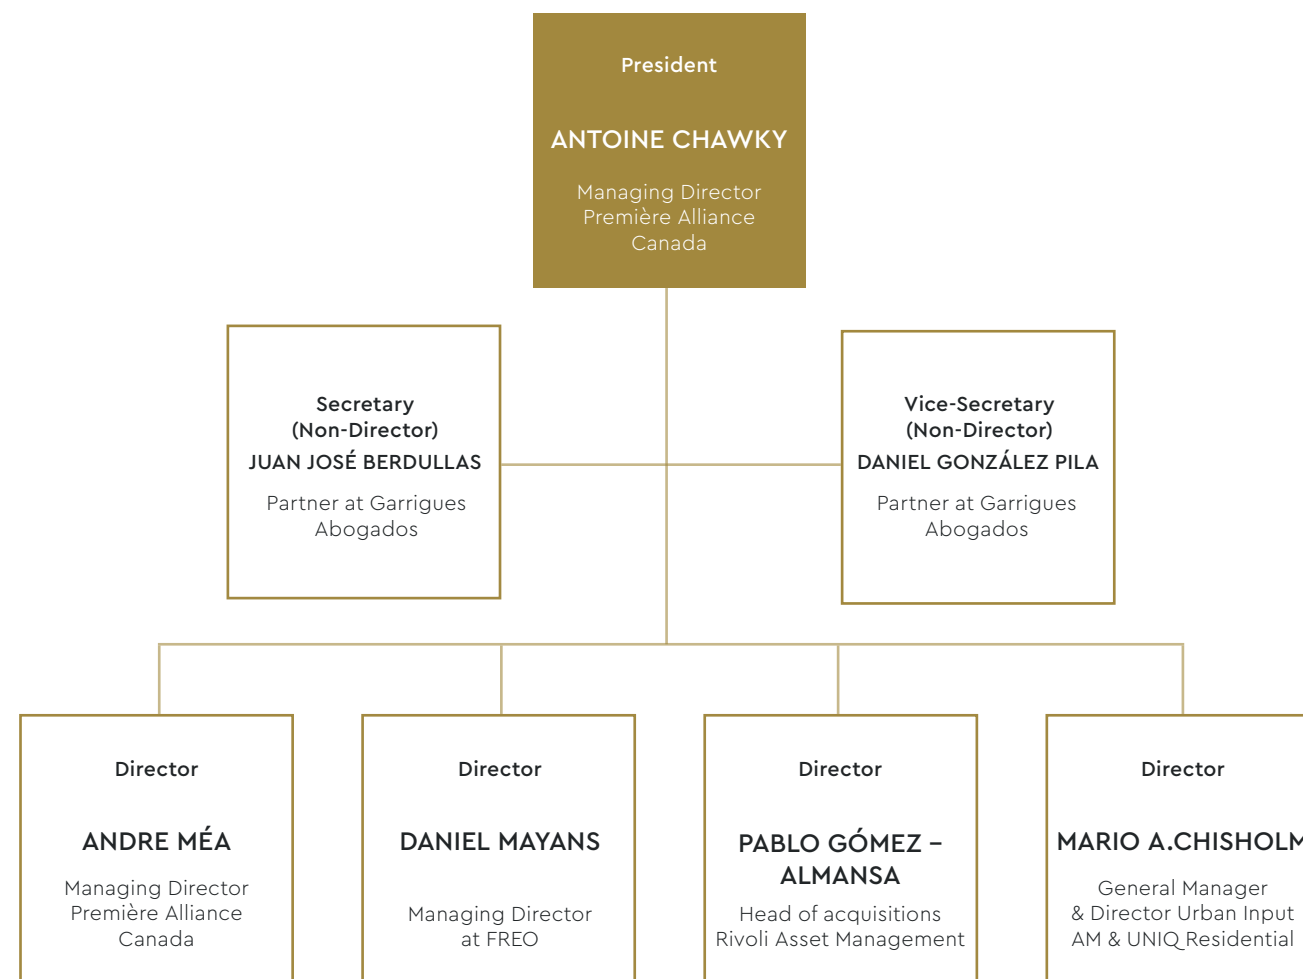 President
ANTOINE CHAWKY
Managing Director
Première Alliance
Canada
Secretary
(Non-Director)
JUAN JOSÉ BERDULLAS
Partner at Garrigues
Abogados
Vice-Secretary
(Non-Director)
DANIEL GONZÁLEZ PILA
Partner at Garrigues
Abogados
Director
ANDRE MÉA
Managing Director
Première Alliance
Canada
Director
DANIEL MAYANS
Managing Director
at FREO
Director
PABLO GÓMEZ –
ALMANSA
Head of acquisitions
Rivoli Asset Management
Director
MARIO A.CHISHOLM
General Manager
& Director Urban Input
AM & UNIQ Residential